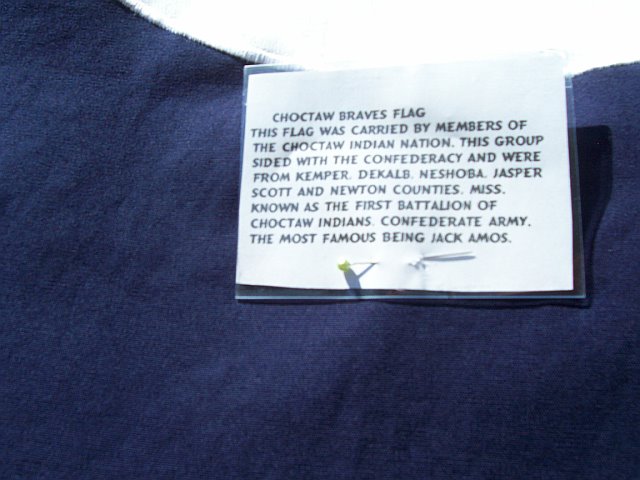 CHOCTAW BRAVES FLAG
THIS FLAG WAS CARRIED BY MEMBERS OF
THE CHOCTAW INDIAN NATION. THIS GROUP
SIDED WITH THE CONFEDERACY AND WERE
FROM KEMPER. DEKALB. NESHOBA. JASPER
SCOTT AND NEWTON COUNTIES. MISS.
KNOWN AS THE FIRST BATTALION OF
CHOCTAW INDIANS. CONFEDERATE ARMY.
THE MOST FAMOUS BEING JACK AMOS.